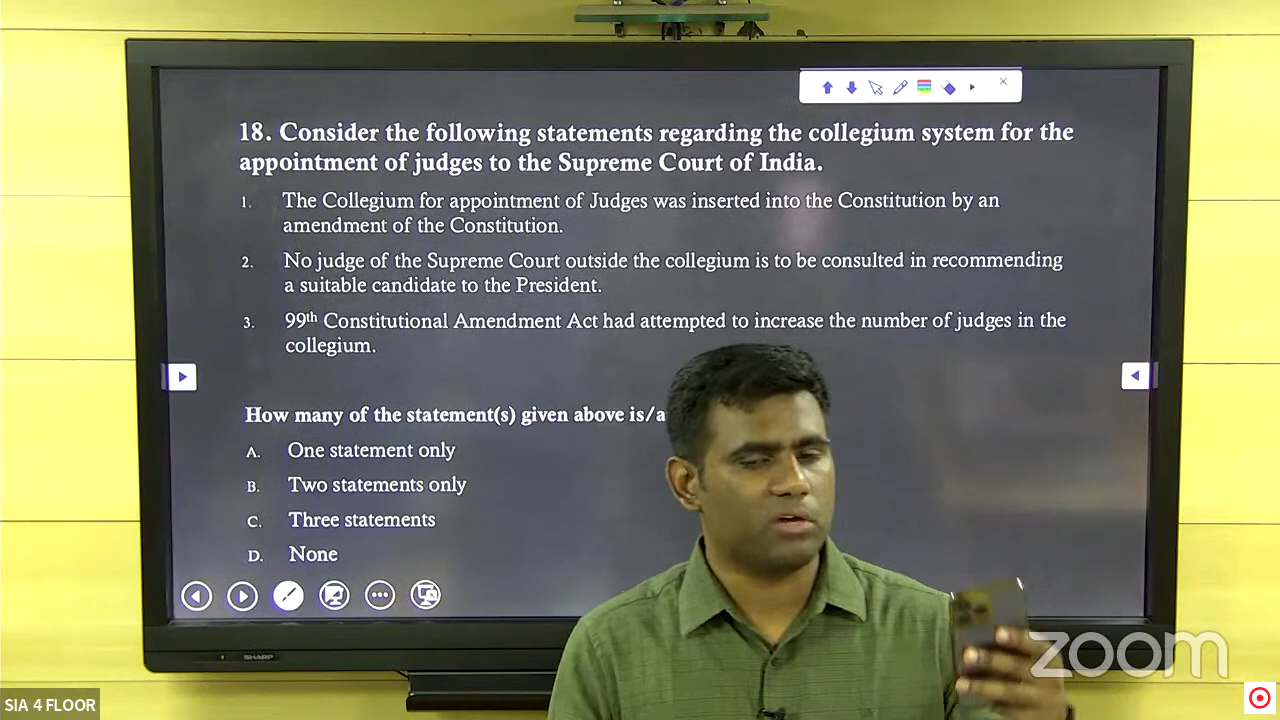 18. Consider the following statements regarding the collegium system for the
appointment of judges to the Supreme Court of India.
1. The Collegium for appointment of Judges was inserted into the Constitution by an
amendment of the Constitution.
2. No judge of the Supreme Court outside the collegium is to be consulted in recommending
a suitable candidate to the President.
3. 99th Constitutional Amendment Act had attempted to increase the number of judges in the
collegium.
How many of the statement(s) given above
A. One statement only
B. Two statements only
C. Three statements
D. None
SHARP
zoom
SIA 4 FLOOR